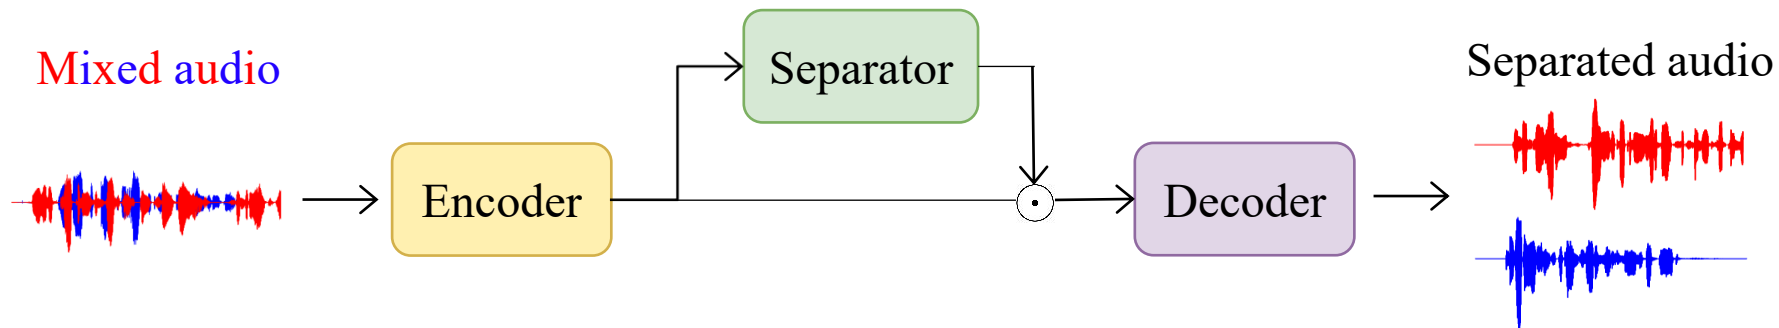 Mixed audio
Encoder
Separator
Decoder
Separated audio